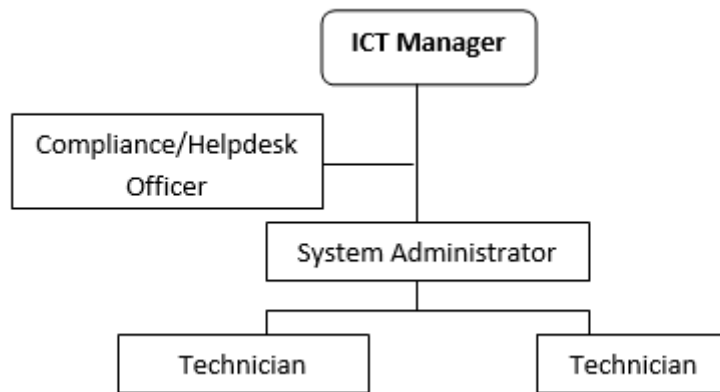 ICT Manager
Compliance/Helpdesk
Officer
System Administrator
Technician
Technician